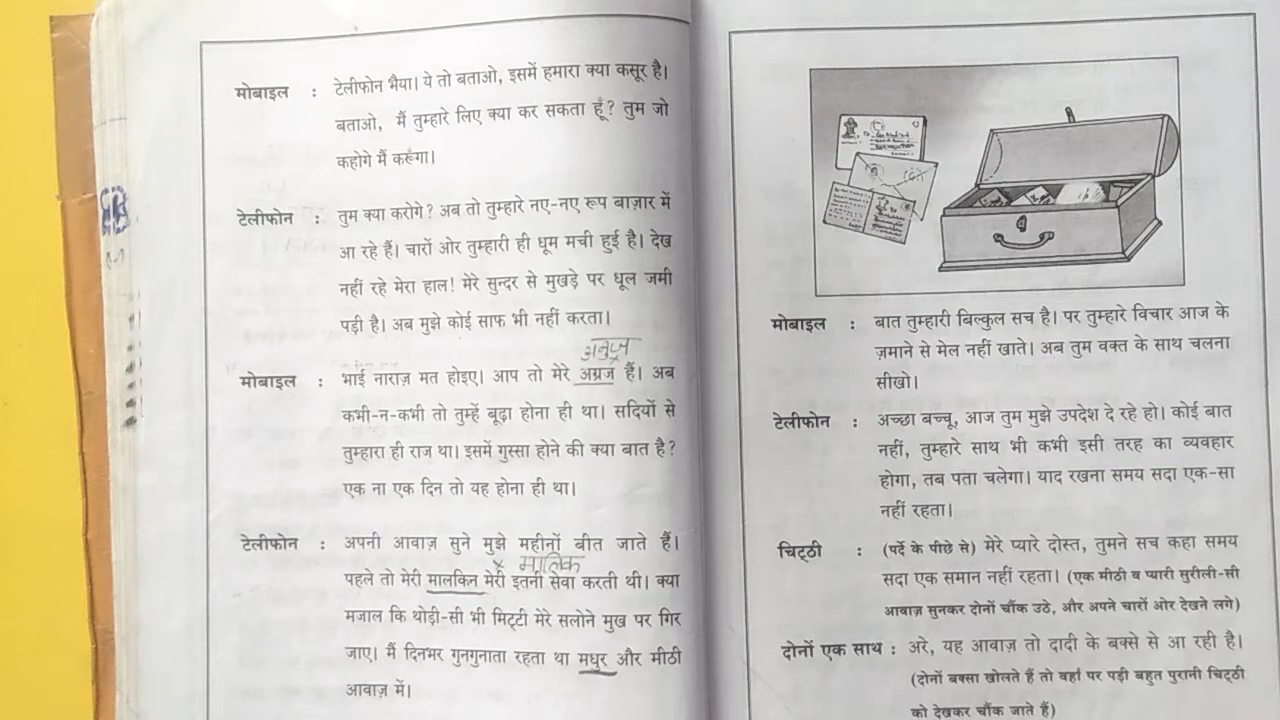 मोबाइल : टेलीफोन भैया। ये तो बताओ, इसमें हमारा क्या कसूर है।
बताओ, मैं तुम्हारे लिए क्या कर सकता हूँ? तुम जो
कहोगे मैं करूँगा।
टेलीफोन : तुम क्या करोगे? अब तो तुम्हारे नए-नए रूप बाज़ार में
आ रहे हैं। चारों ओर तुम्हारी ही धूम मची हुई है। देख
नहीं रहे मेरा हाल! मेरे सुन्दर से मुखड़े पर धूल जमी
पड़ी है। अब मुझे कोई साफ भी नहीं करता।
अनुज
मोबाइल : भाई नाराज़ मत होइए। आप तो मेरे अग्रज हैं। अब
कभी-न-कभी तो तुम्हें बूढ़ा होना ही था। सदियों से
तुम्हारा ही राज था। इसमें गुस्सा होने की क्या बात है?
एक ना एक दिन तो यह होना ही था।
टेलीफोन : अपनी आवाज़ सुने मुझे महीनों बीत जाते हैं।
x मालिक
पहले तो मेरी मालकिन मेरी इतनी सेवा करती थी। क्या
मजाल कि थोड़ी-सी भी मिट्टी मेरे सलोने मुख पर गिर
जाए। मैं दिनभर गुनगुनाता रहता था मधुर और मीठी
आवाज़ में।
मोबाइल : बात तुम्हारी बिल्कुल सच है। पर तुम्हारे विचार आज के
ज़माने से मेल नहीं खाते। अब तुम वक्त के साथ चलना
सीखो।
टेलीफोन : अच्छा बच्चू, आज तुम मुझे उपदेश दे रहे हो। कोई बात
नहीं, तुम्हारे साथ भी कभी इसी तरह का व्यवहार
होगा, तब पता चलेगा। याद रखना समय सदा एक-सा
नहीं रहता।
चिट्ठी : (पर्दे के पीछे से) मेरे प्यारे दोस्त, तुमने सच कहा समय
सदा एक समान नहीं रहता। (एक मीठी व प्यारी सुरीली-सी
आवाज़ सुनकर दोनों चौंक उठे, और अपने चारों ओर देखने लगे)
दोनों एक साथ : अरे, यह आवाज़ तो दादी के बक्से से आ रही है।
(दोनों बक्सा खोलते हैं तो वहाँ पर पड़ी बहुत पुरानी चिट्ठी
को देखकर चौंक जाते हैं)